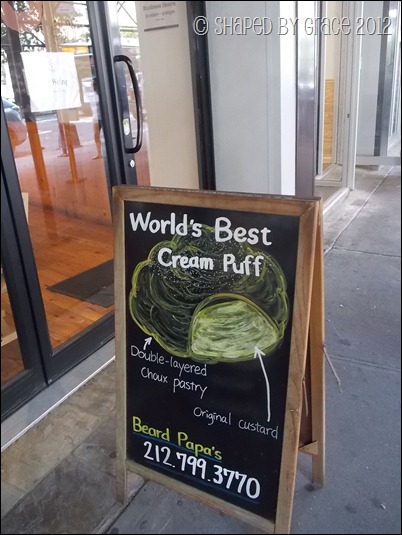 © SHAPED BY GRACE 2012
World's Best
Cream Puff
Double-layered
Choux pastry
Original custard
Beard Papa's
212.799.3770